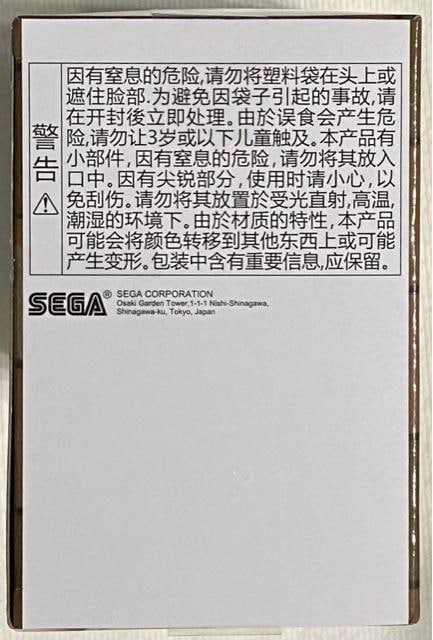 警告⚠
因有窒息的危险,请勿将塑料袋在头上或
遮住脸部.为避免因袋子引起的事故,请
在开封後立即处理。由於误食会产生危
险,请勿让3岁或以下儿童触及。本产品有
小部件,因有窒息的危险,请勿将其放入
口中。因有尖锐部分,使用时请小心,以
免刮伤。请勿将其放置於受光直射,高温,
潮湿的环境下。由於材质的特性,本产品
可能会将颜色转移到其他东西上或可能
产生变形。包装中含有重要信息,应保留。
SEGA®
SEGA CORPORATION
Osaki Garden Tower,1-1-1 Nishi-Shinagawa,
Shinagawa-ku, Tokyo, Japan